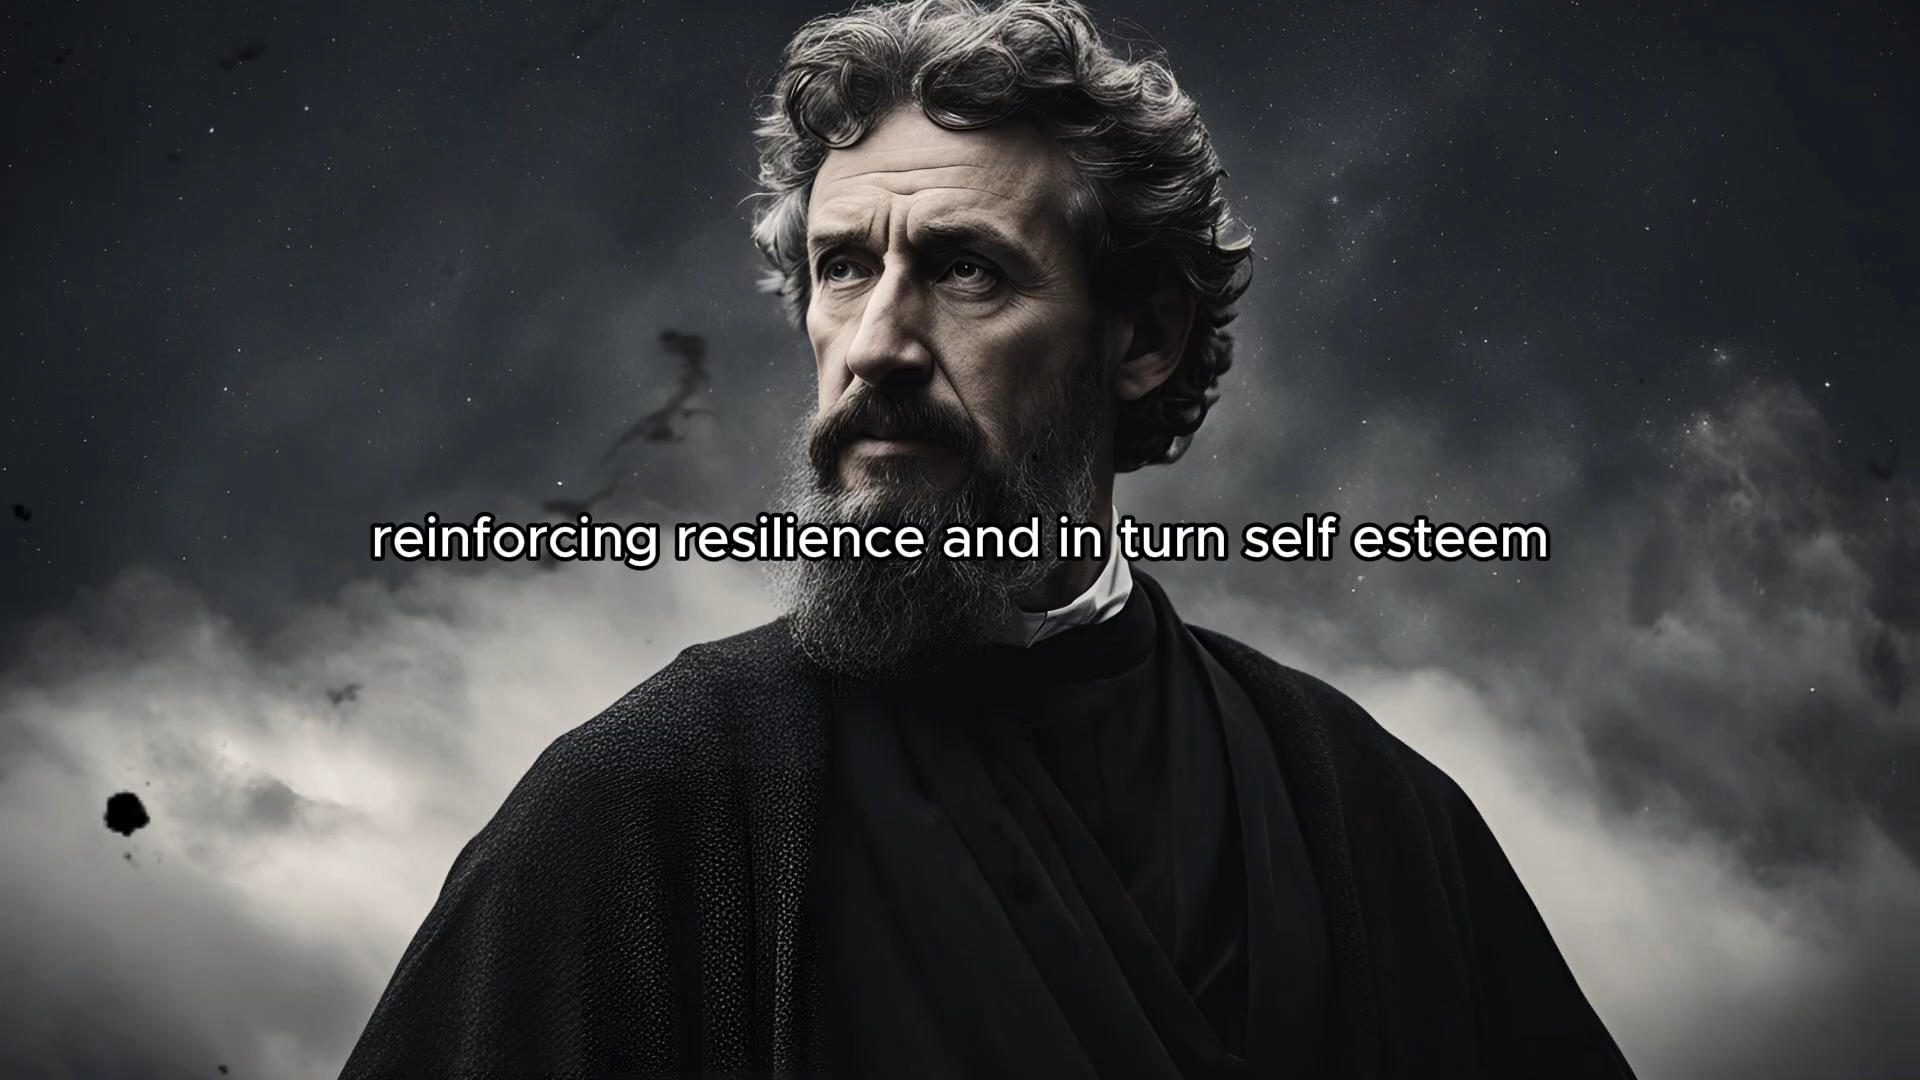 reinforcing resilience and in turn self esteem